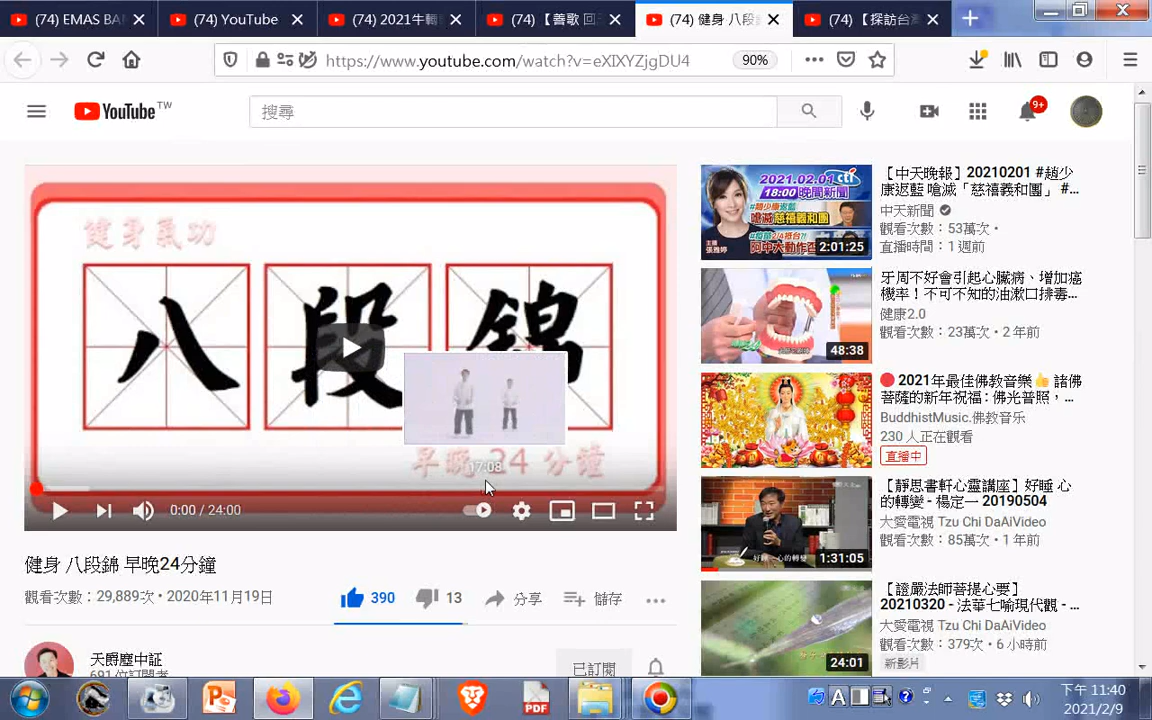 (74) EMAS BA
(74) YouTube
(74) 2021牛轉
(74) 【善歌 回
(74) 健身 八段
(74) 【探訪台
https://www.youtube.com/watch?v=eXIXYZjgDU4
90%
YouTube TW
搜尋
9+
健身氣功
八段錦
早晚24分鐘
17:08
0:00 / 24:00
健身 八段錦 早晚24分鐘
觀看次數：29,889次 • 2020年11月19日
390
13
分享
儲存
天爵塵中証
691 位訂閱者
已訂閱
2021.02.01 ctI
18:00 晚間新聞
2:01:25
【中天晚報】20210201 #趙少
康返藍 嗆滅「慈禧義和團」 #...
中天新聞
觀看次數：53萬次 •
直播時間：1 週前
48:38
牙周不好會引起心臟病、增加癌
機率！不可不知的油漱口排毒...
健康2.0
觀看次數：23萬次 • 2 年前
2021年最佳佛教音樂👍 諸佛
菩薩的新年祝福: 佛光普照，...
BuddhistMusic.佛教音乐
230 人正在觀看
直播中
1:31:05
【靜思書軒心靈講座】好睡 心
的轉變 - 楊定一 20190504
大愛電視 Tzu Chi DaAiVideo
觀看次數：85萬次 • 1 年前
24:01
【證嚴法師菩提心要】
20210320 - 法華七喻現代觀 - ...
大愛電視 Tzu Chi DaAiVideo
觀看次數：379次 • 6 小時前
新影片
PDF
A
下午 11:40
2021/2/9